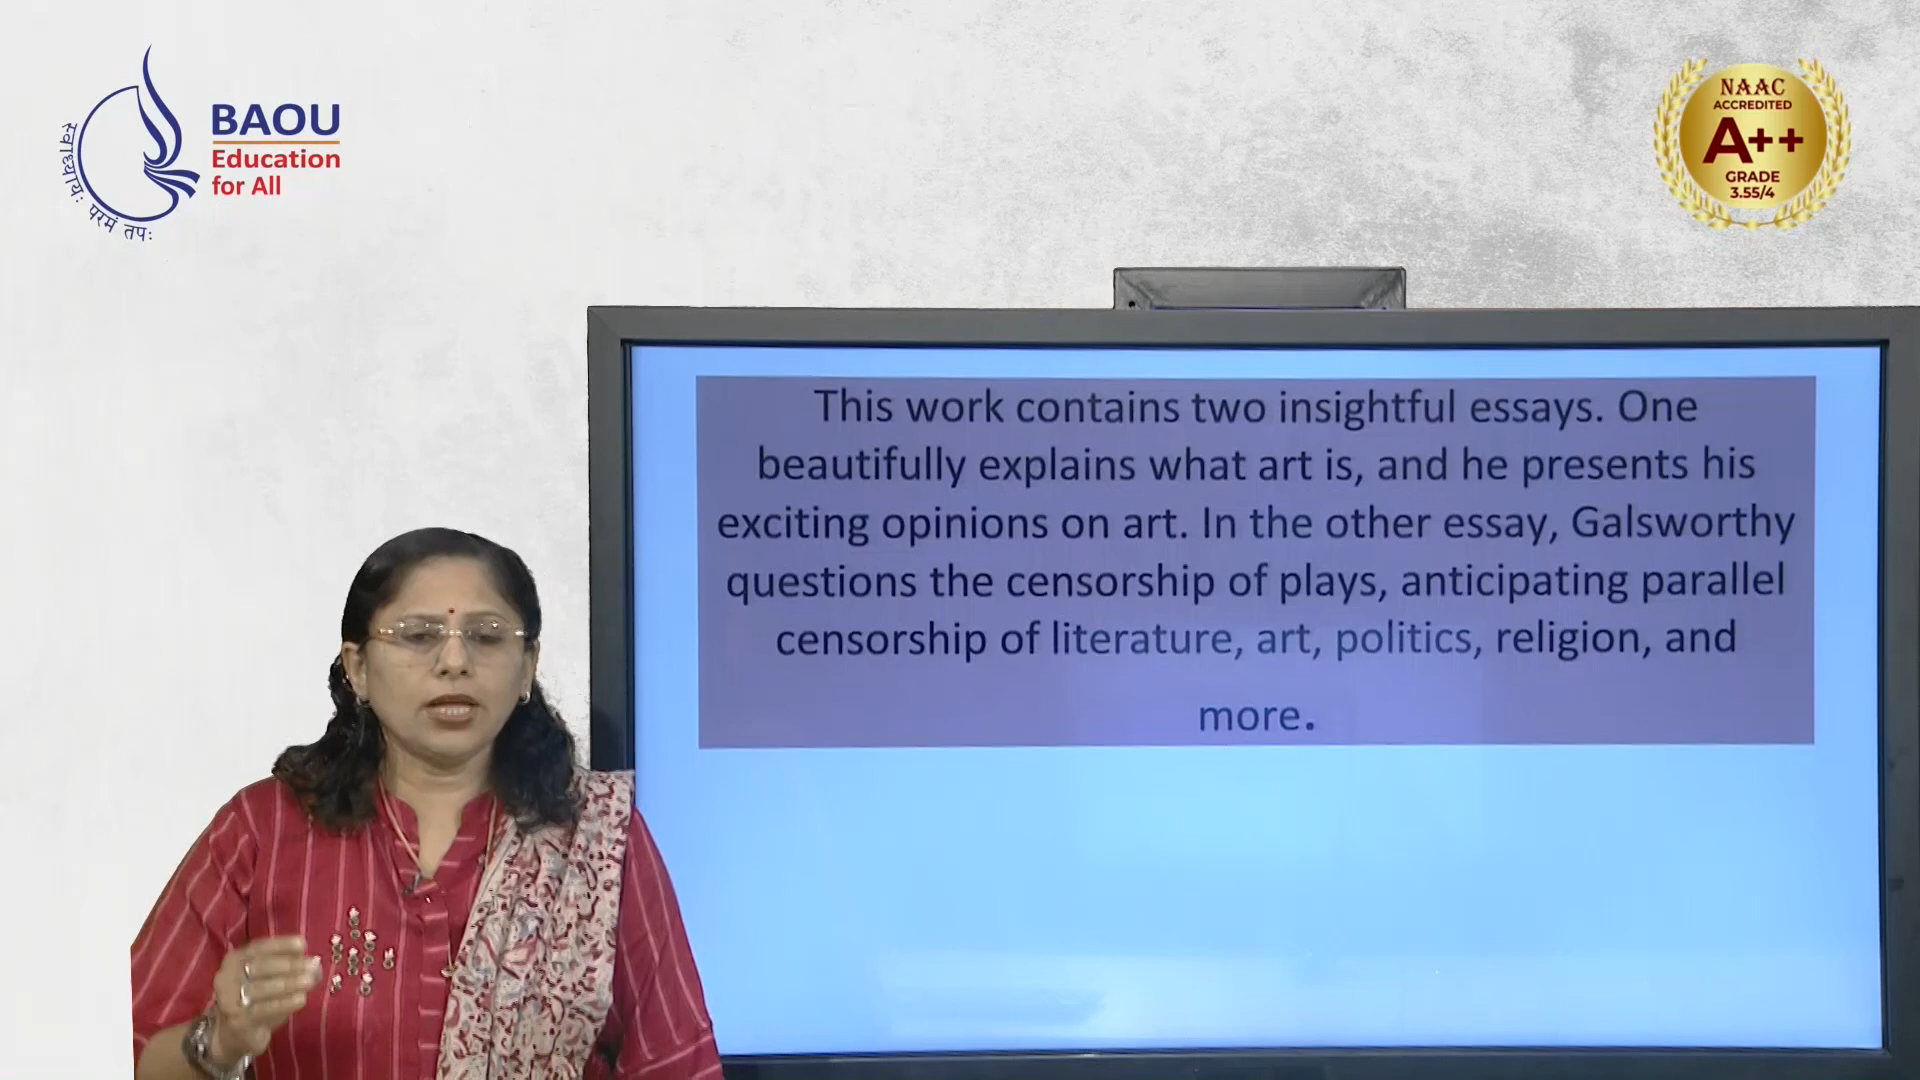 स्वाध्यायः परमं तपः
BAOU
Education
for All
NAAC
ACCREDITED
A++
GRADE
3.55/4
This work contains two insightful essays. One
beautifully explains what art is, and he presents his
exciting opinions on art. In the other essay, Galsworthy
questions the censorship of plays, anticipating parallel
censorship of literature, art, politics, religion, and
more.